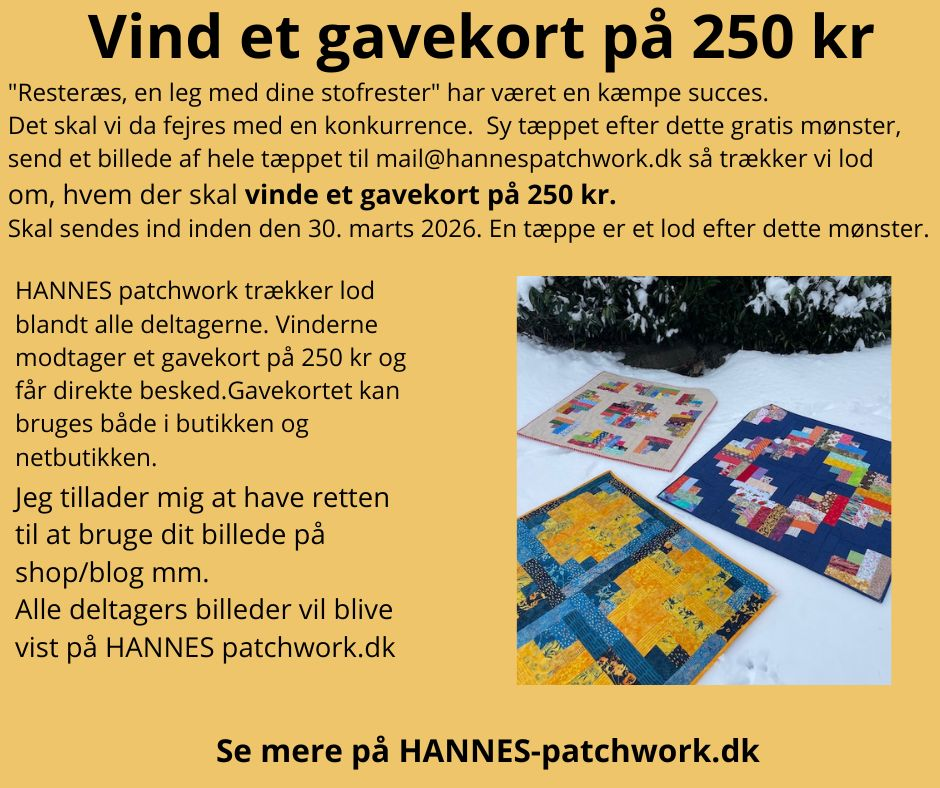 Vind et gavekort på 250 kr
"Resteræs, en leg med dine stofrester" har været en kæmpe succes.
Det skal vi da fejres med en konkurrence.  Sy tæppet efter dette gratis mønster,
send et billede af hele tæppet til mail@hannespatchwork.dk så trækker vi lod
om, hvem der skal vinde et gavekort på 250 kr.
Skal sendes ind inden den 30. marts 2026. En tæppe er et lod efter dette mønster.
HANNES patchwork trækker lod
blandt alle deltagerne. Vinderne
modtager et gavekort på 250 kr og
får direkte besked.Gavekortet kan
bruges både i butikken og
netbutikken.
Jeg tillader mig at have retten
til at bruge dit billede på
shop/blog mm.
Alle deltagers billeder vil blive
vist på HANNES patchwork.dk
Se mere på HANNES-patchwork.dk